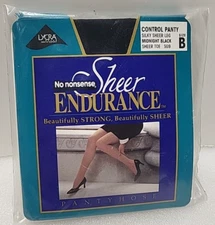 LYCRA
CONTROL PANTY
SILKY SHEER LEG
MIDNIGHT BLACK
SHEER TOE
SIZE
B
No nonsense
Sheer
ENDURANCE
Beautifully STRONG, Beautifully SHEER
PANTYHOSE